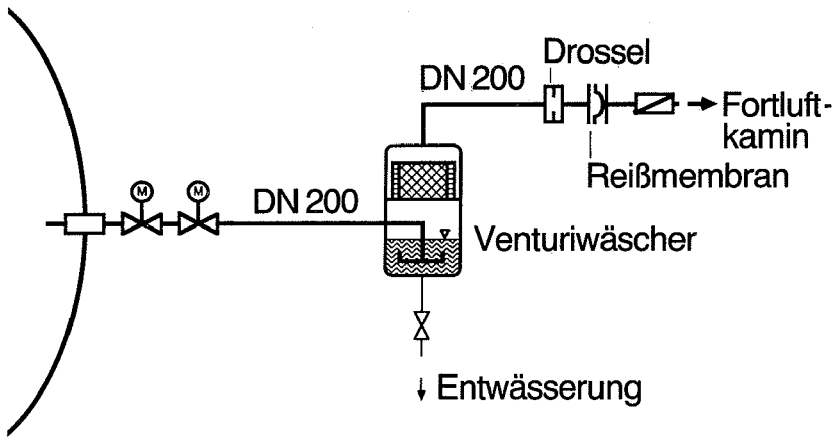 Drossel
DN 200
Fortluft-
kamin
Reißmembran
M M
DN 200
Venturiwäscher
Entwässerung